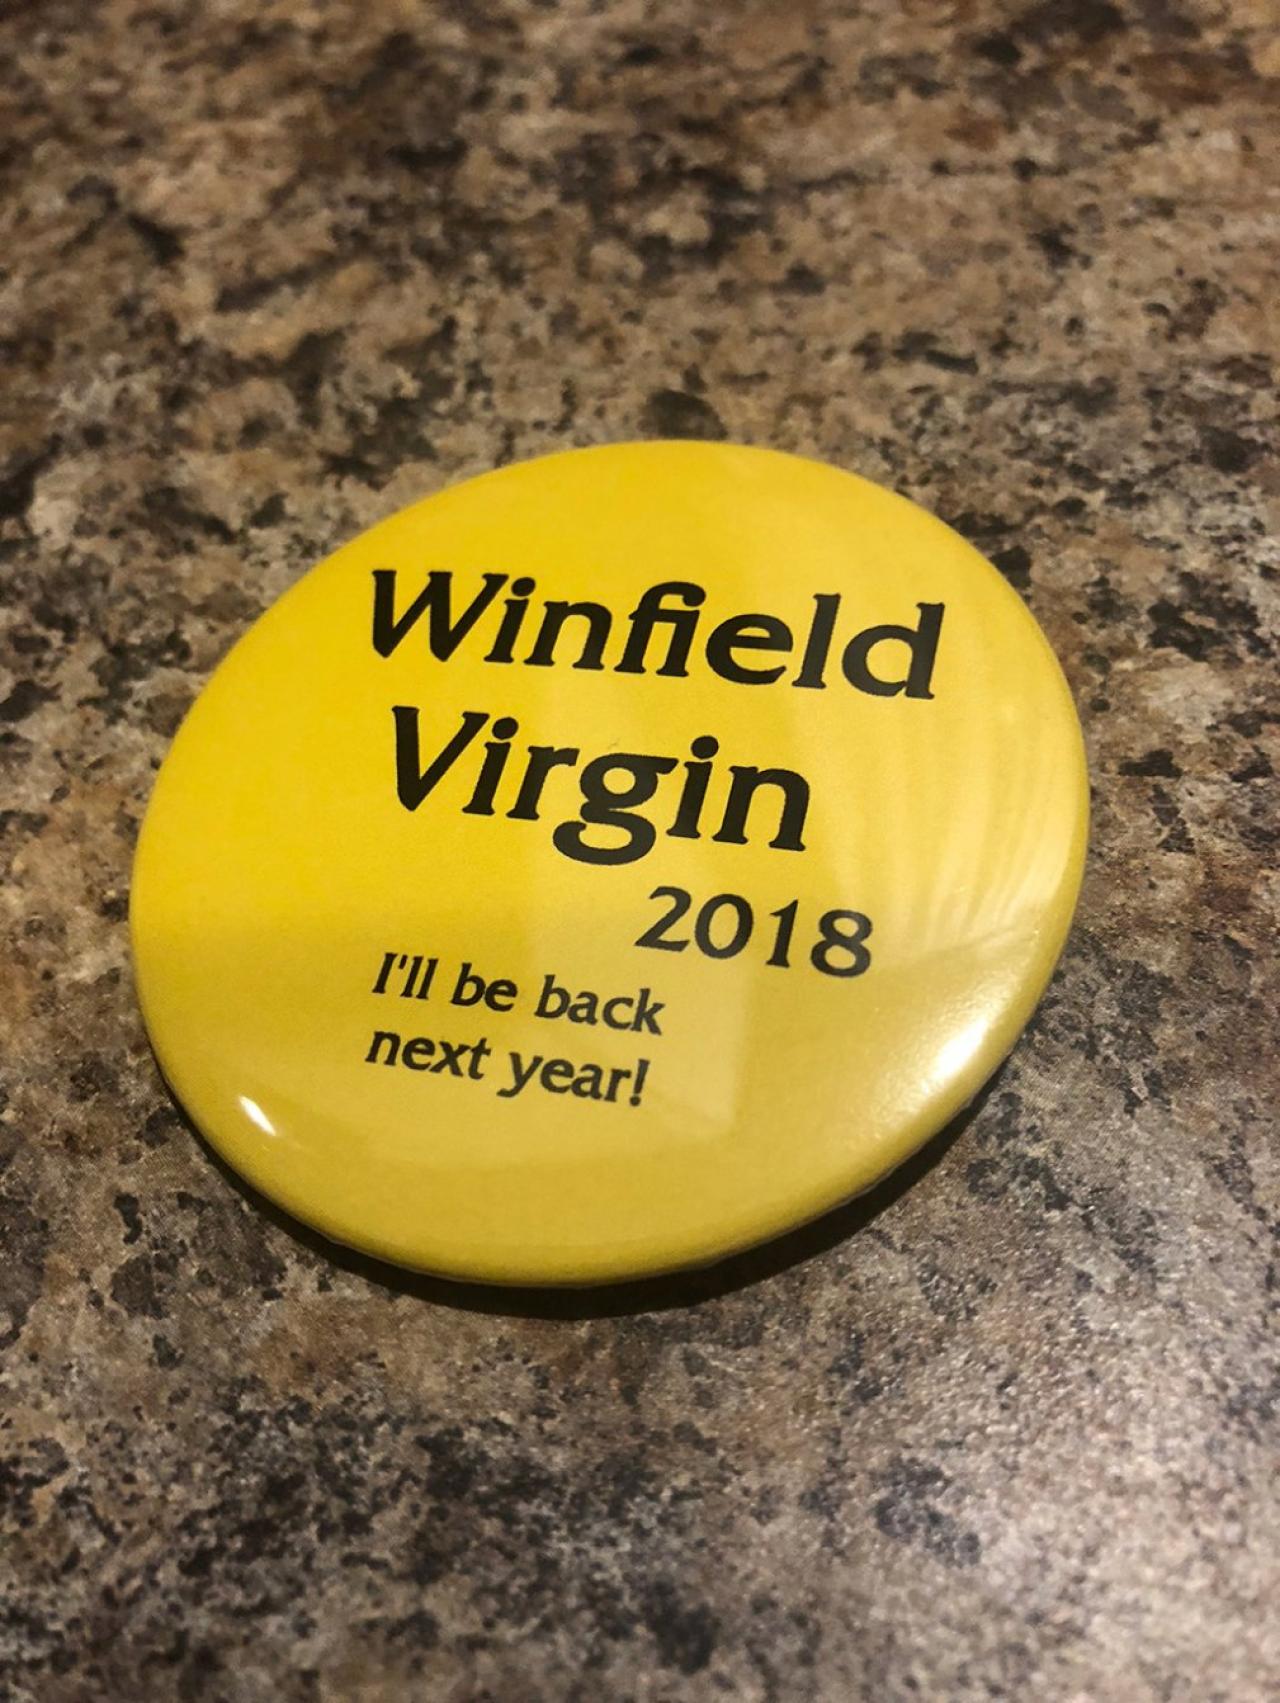 Winfield
Virgin
2018
I'll be back
next year!